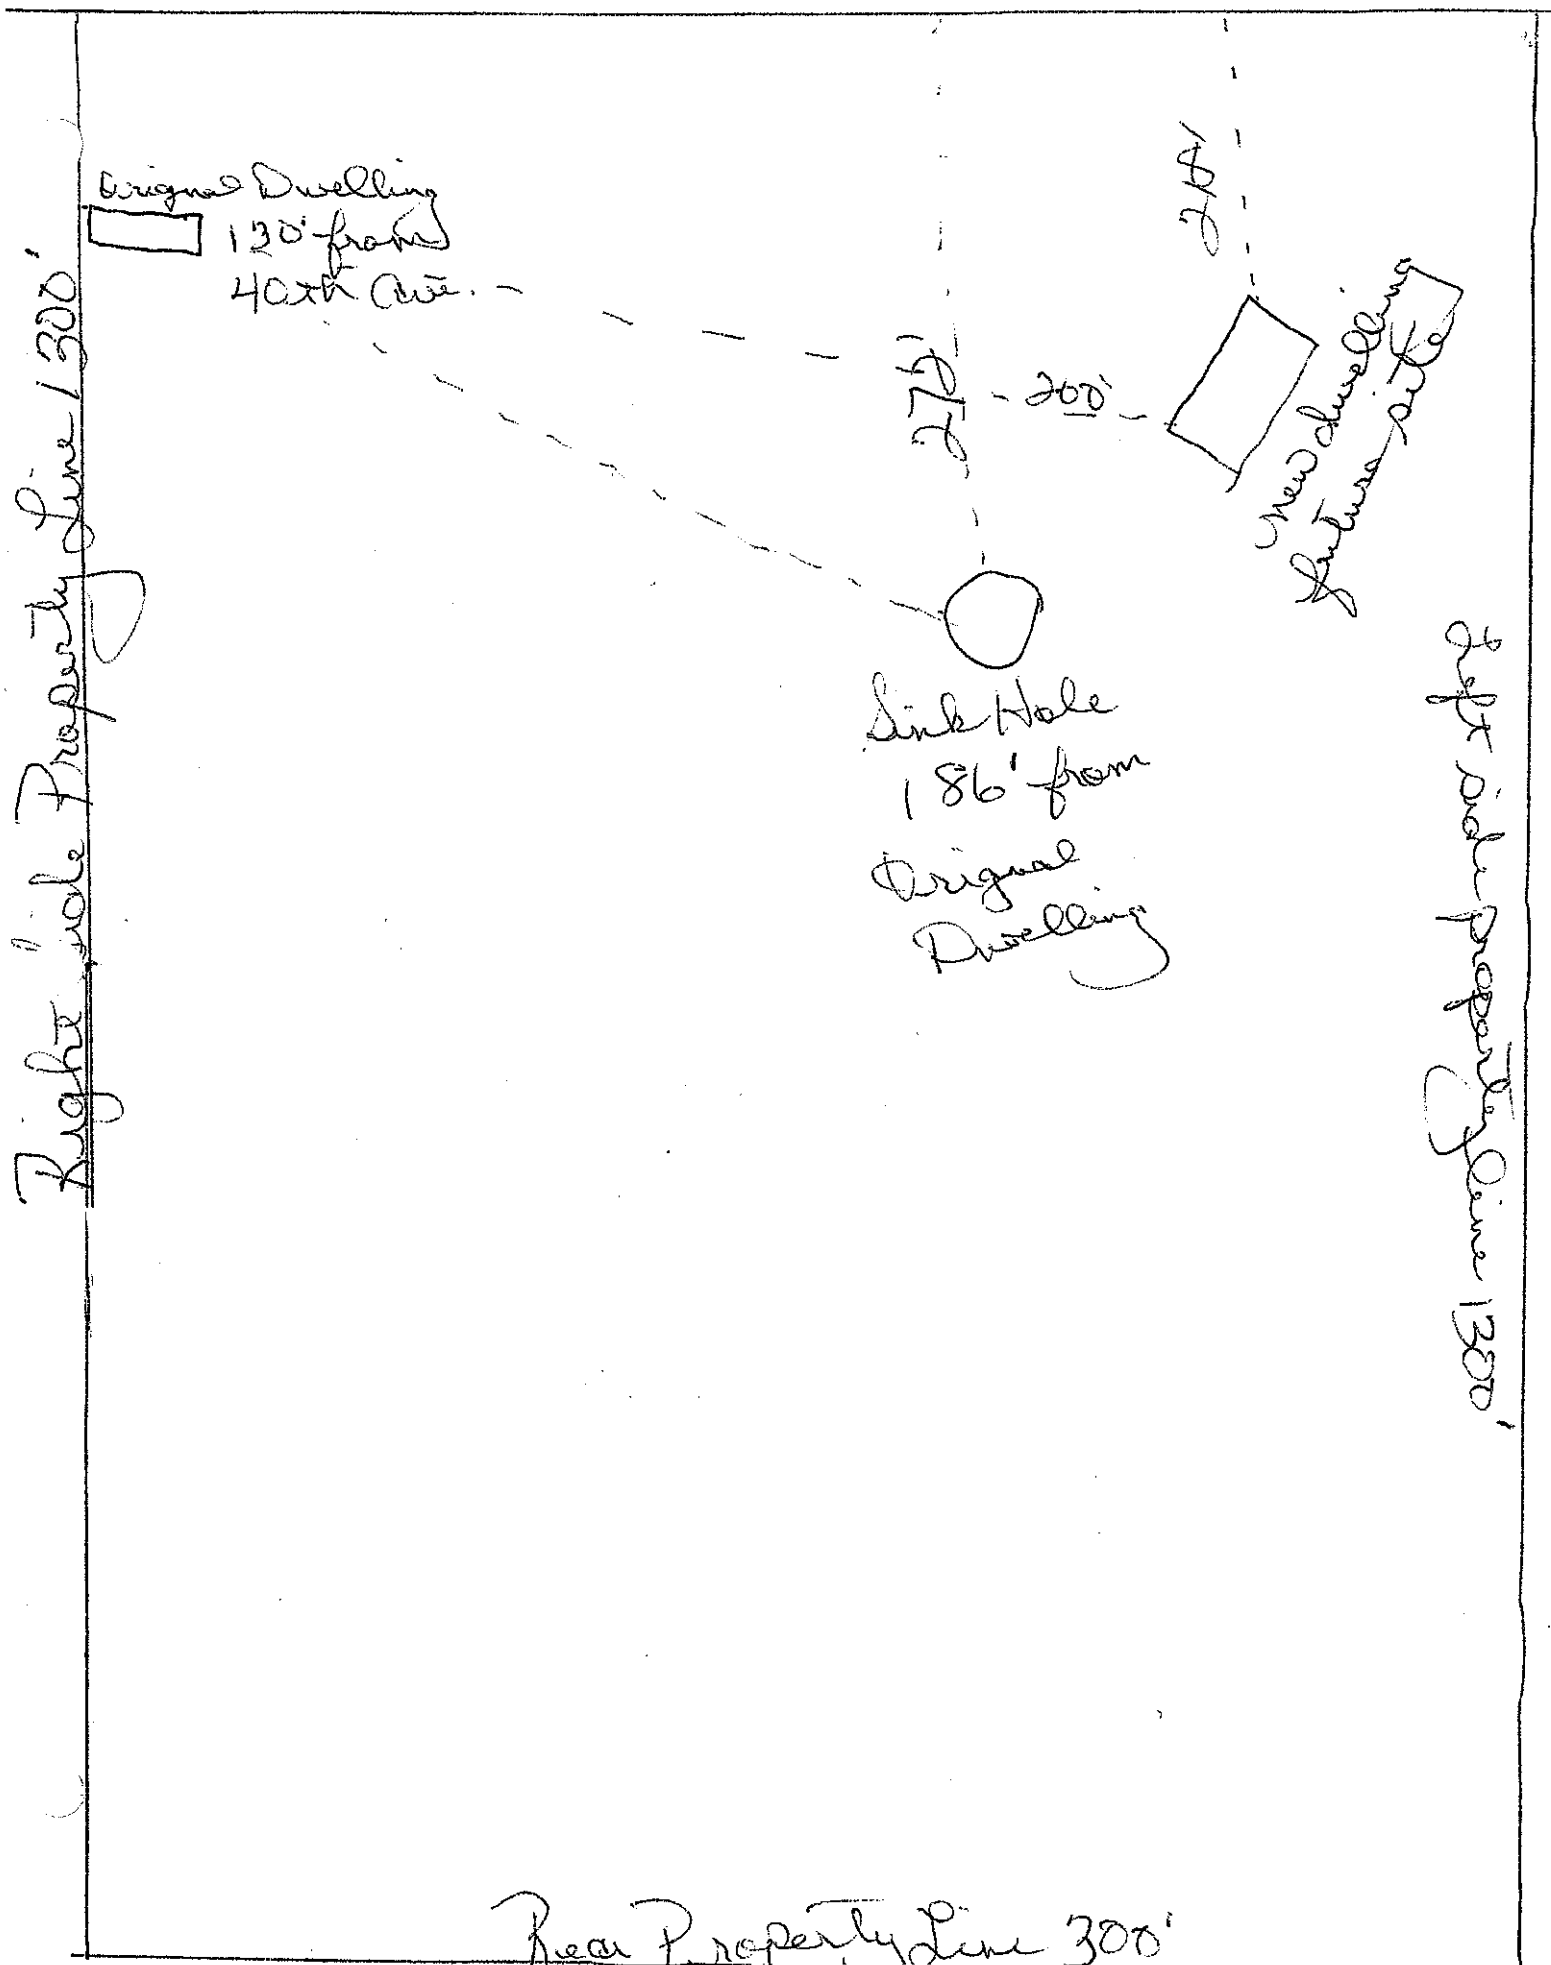 Original Dwelling
120' from
40th Ave.
275'
200'
New dwelling
future site
Sink Hole
186' from
Original
Dwelling
Right Side Property Line 1300'
Left side property line 1300'
Rear Property Line 300'